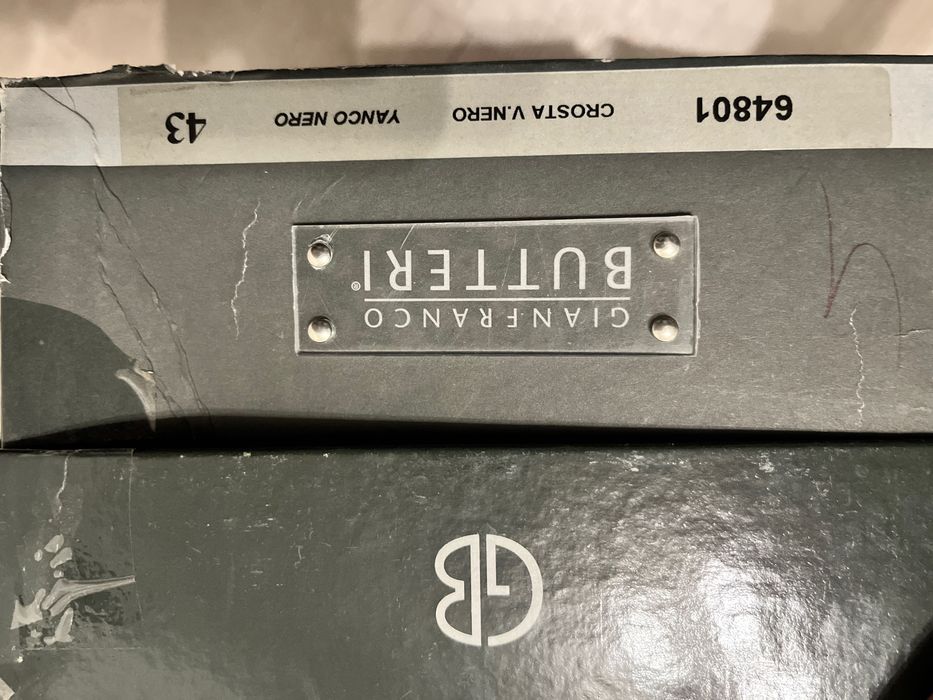 64801 CROSTA V.NERO YANCO NERO 43
GIANFRANCO
BUTTERI®
GB